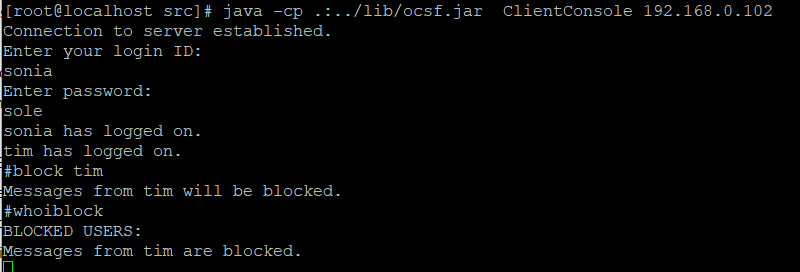 [root@localhost src]# java -cp .:../lib/ocsf.jar  ClientConsole 192.168.0.102
Connection to server established.
Enter your login ID:
sonia
Enter password:
sole
sonia has logged on.
tim has logged on.
#block tim
Messages from tim will be blocked.
#whoiblock
BLOCKED USERS:
Messages from tim are blocked.